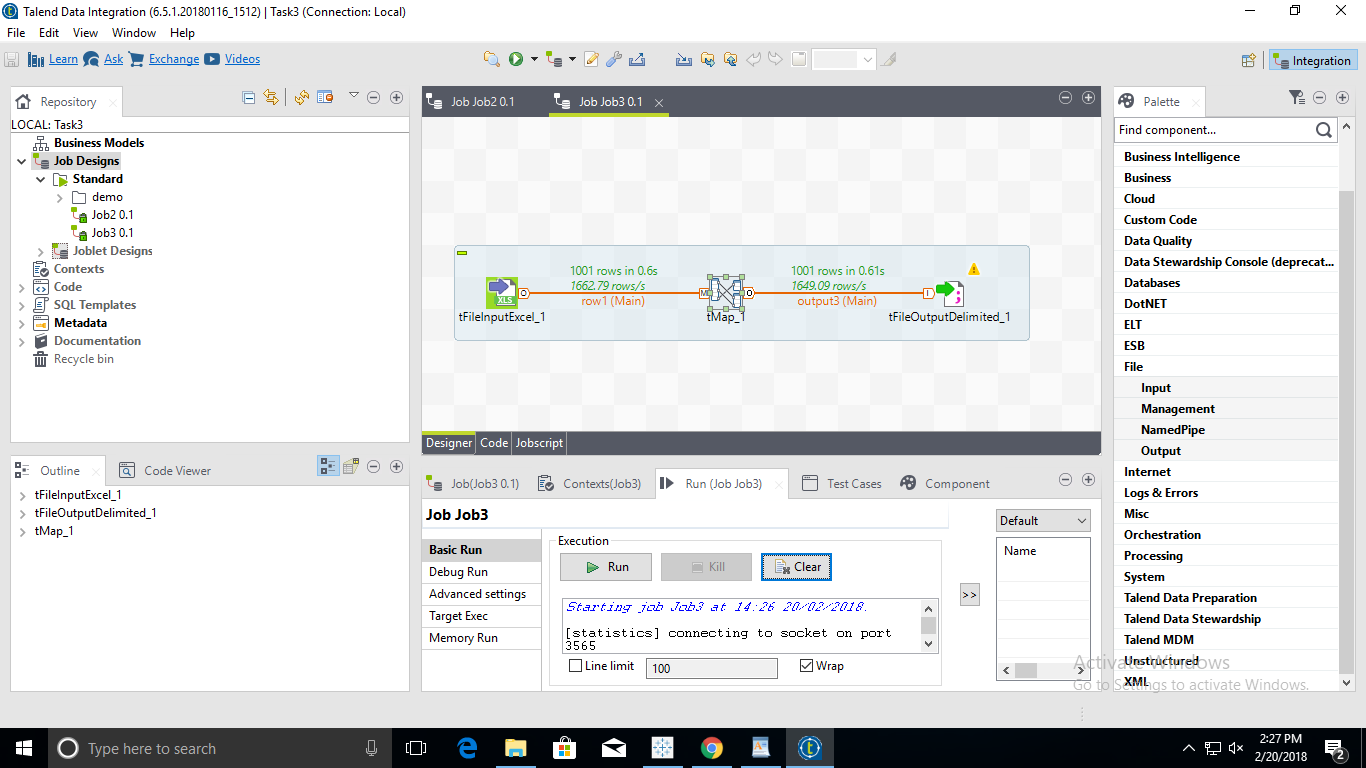 Talend Data Integration (6.5.1.20180116_1512) | Task3 (Connection: Local)
File Edit View Window Help
Learn Ask Exchange Videos
Integration
Repository
LOCAL: Task3
Business Models
Job Designs
Standard
demo
Job2 0.1
Job3 0.1
Joblet Designs
Contexts
Code
SQL Templates
Metadata
Documentation
Recycle bin
Outline
Code Viewer
tFileInputExcel_1
tFileOutputDelimited_1
tMap_1
Job Job2 0.1
Job Job3 0.1
1001 rows in 0.6s
1662.79 rows/s
row1 (Main)
1001 rows in 0.61s
1649.09 rows/s
output3 (Main)
XLS
tFileInputExcel_1
tMap_1
tFileOutputDelimited_1
Designer Code Jobscript
Job(Job3 0.1) Contexts(Job3) Run (Job Job3) Test Cases Component
Job Job3
Basic Run
Debug Run
Advanced settings
Target Exec
Memory Run
Execution
Run Kill Clear
Starting job Job3 at 14:26 20/02/2018.
[statistics] connecting to socket on port
3565
Line limit 100 Wrap
>>
Default
Name
Palette
Find component...
Business Intelligence
Business
Cloud
Custom Code
Data Quality
Data Stewardship Console (deprecat...
Databases
DotNET
ELT
ESB
File
Input
Management
NamedPipe
Output
Internet
Logs & Errors
Misc
Orchestration
Processing
System
Talend Data Preparation
Talend Data Stewardship
Talend MDM
Unstructured
XML
Activate Windows
Go to Settings to activate Windows.
Type here to search
2:27 PM
2/20/2018
2